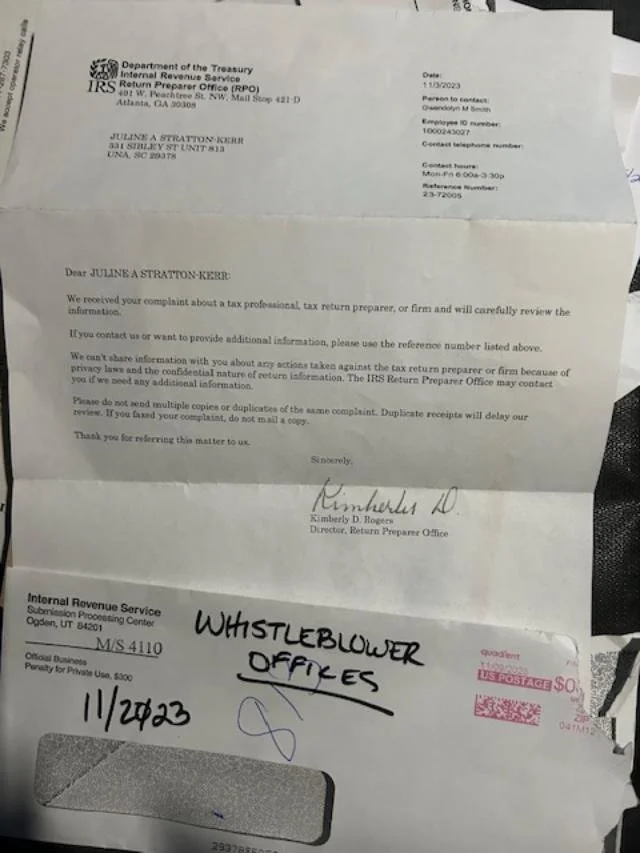 We accept operator relay calls
IRS
Department of the Treasury
Internal Revenue Service
Return Preparer Office (RPO)
401 W. Peachtree St. NW, Mail Stop 421-D
Atlanta, GA 30308
Date:
11/3/2023
Person to contact:
Gwendolyn M Smith
Employee ID number:
1000243027
Contact telephone number:
Contact hours:
Mon-Fri 6:00a-3:30p
Reference Number:
23-72005
JULINE A STRATTON-KERR
331 SIBLEY ST UNIT 813
UNA, SC 29378
Dear JULINE A STRATTON-KERR:
We received your complaint about a tax professional, tax return preparer, or firm and will carefully review the
information.
If you contact us or want to provide additional information, please use the reference number listed above.
We can't share information with you about any actions taken against the tax return preparer or firm because of
privacy laws and the confidential nature of return information. The IRS Return Preparer Office may contact
you if we need any additional information.
Please do not send multiple copies or duplicates of the same complaint. Duplicate receipts will delay our
review. If you faxed your complaint, do not mail a copy.
Thank you for referring this matter to us.
Sincerely,
Kimberly D.
Kimberly D. Rogers
Director, Return Preparer Office
Internal Revenue Service
Submission Processing Center
Ogden, UT 84201
M/S 4110
Official Business
Penalty for Private Use, $300
WHISTLEBLOWER
OFFICES
11/2023
quadient
US POSTAGE $0
ZIP
041M12